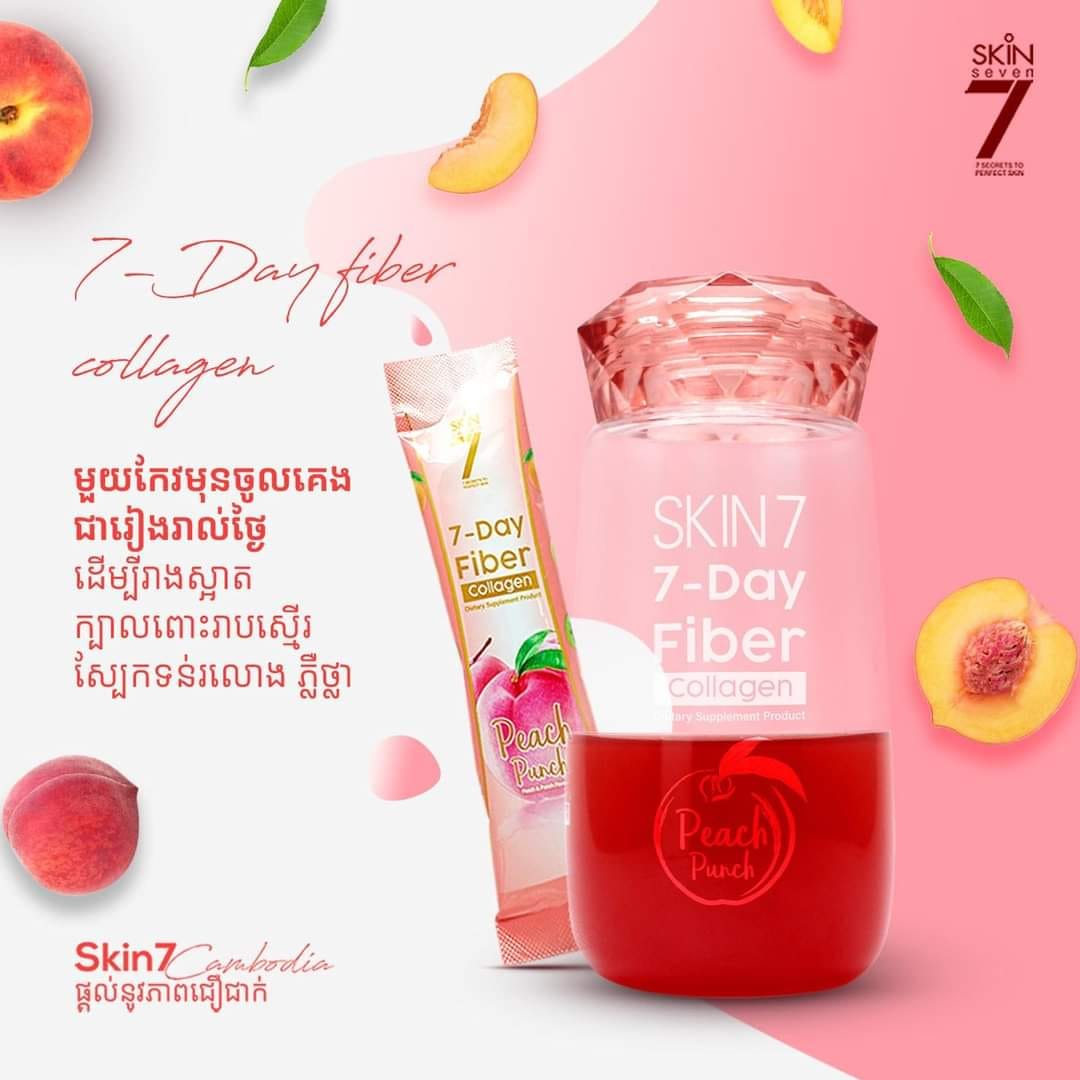 SKiN
seven
7
7 SECRETS TO
PERFECT SKIN
7-Day fiber
collagen
មួយកែវមុនចូលគេង
ជារៀងរាល់ថ្ងៃ
ដើម្បីរាងស្អាត
ក្បាលពោះរាបស្មើរ
ស្បែកទន់រលោង ភ្លឺថ្លា
SKiN
7
7-Day
Fiber
Collagen
Dietary Supplement Product
Peach
Punch
SKIN7
7-Day
Fiber
Collagen
Dietary Supplement Product
Peach
Punch
Skin7 Cambodia
ផ្តល់នូវភាពជឿជាក់